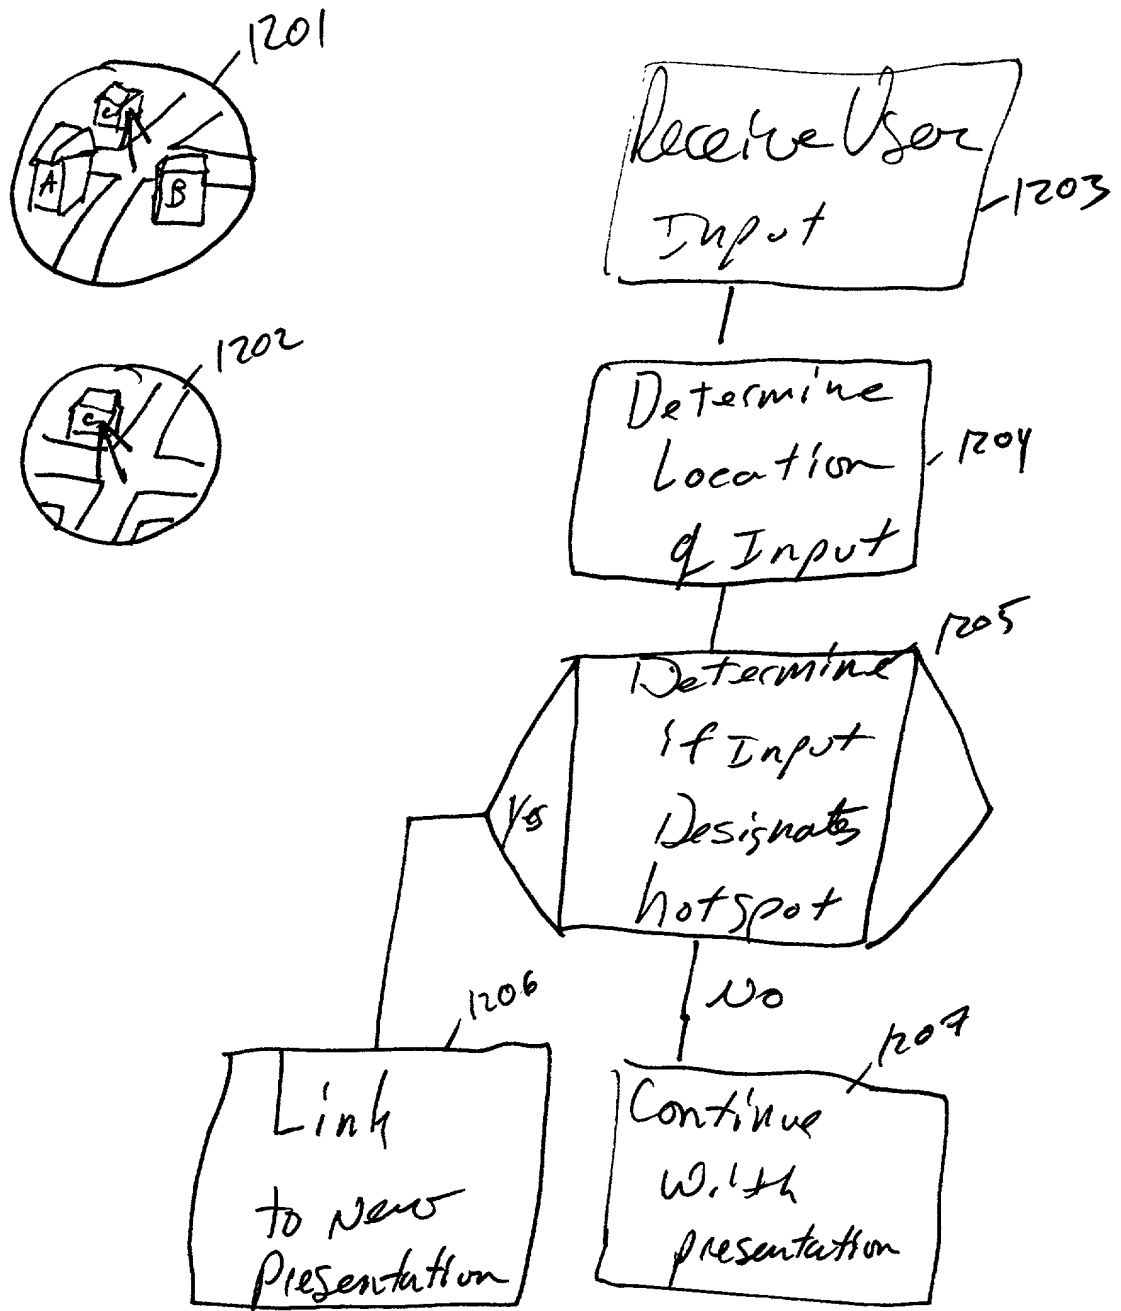 1201
C
A
B
1202
C
Receive User
Input
1203
Determine
Location
of Input
1204
1205
Determine
if Input
Designates
hotspot
Yes
No
1206
Link
to New
Presentation
1207
Continue
with
presentation